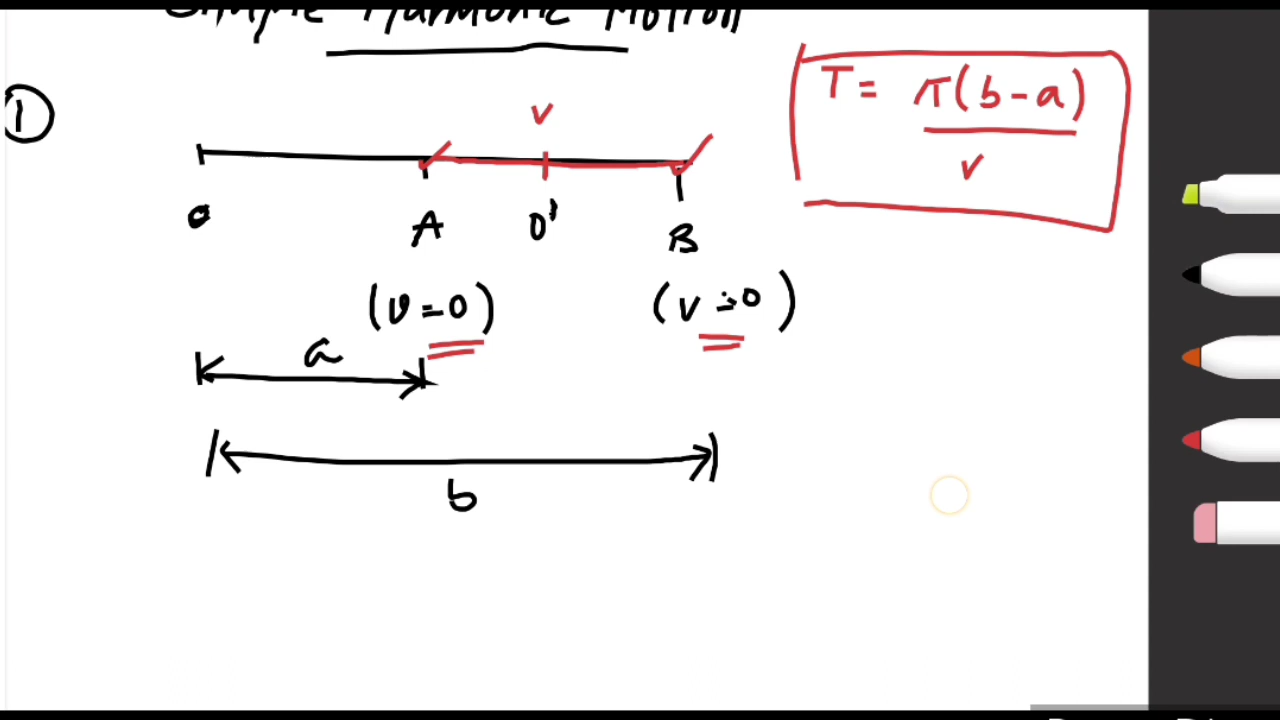 Simple Harmonic Motion
① 
T = π(b-a)
v
v
O A O' B
(v=0) (v=0)
a
b